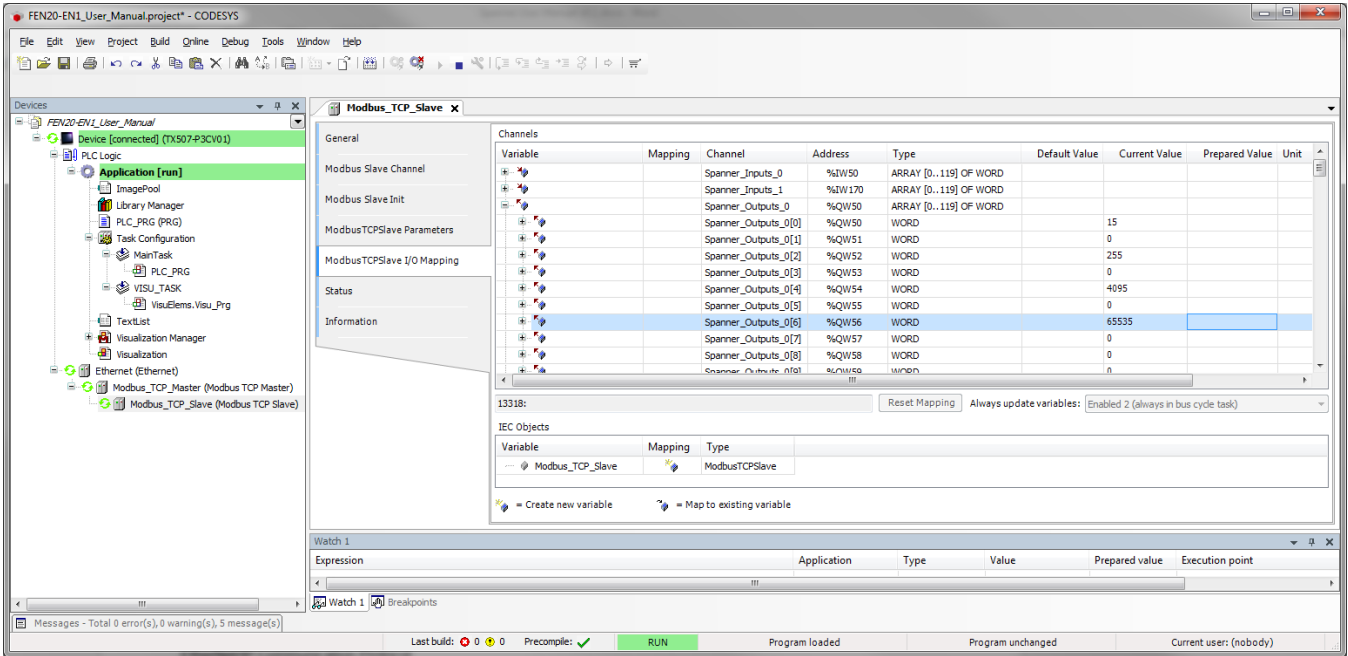 FEN20-EN1_User_Manual.project* - CODESYS
File Edit View Project Build Online Debug Tools Window Help
Devices
FEN20-EN1_User_Manual
Device [connected] (TX507-P3CV01)
PLC Logic
Application [run]
ImagePool
Library Manager
PLC_PRG (PRG)
Task Configuration
MainTask
PLC_PRG
VISU_TASK
VisuElems.Visu_Prg
TextList
Visualization Manager
Visualization
Ethernet (Ethernet)
Modbus_TCP_Master (Modbus TCP Master)
Modbus_TCP_Slave (Modbus TCP Slave)
Modbus_TCP_Slave
General
Modbus Slave Channel
Modbus Slave Init
ModbusTCPSlave Parameters
ModbusTCPSlave I/O Mapping
Status
Information
Channels
Variable Mapping Channel Address Type Default Value Current Value Prepared Value Unit
Spanner_Inputs_0 %IW50 ARRAY [0..119] OF WORD
Spanner_Inputs_1 %IW170 ARRAY [0..119] OF WORD
Spanner_Outputs_0 %QW50 ARRAY [0..119] OF WORD
Spanner_Outputs_0[0] %QW50 WORD 15
Spanner_Outputs_0[1] %QW51 WORD 0
Spanner_Outputs_0[2] %QW52 WORD 255
Spanner_Outputs_0[3] %QW53 WORD 0
Spanner_Outputs_0[4] %QW54 WORD 4095
Spanner_Outputs_0[5] %QW55 WORD 0
Spanner_Outputs_0[6] %QW56 WORD 65535
Spanner_Outputs_0[7] %QW57 WORD 0
Spanner_Outputs_0[8] %QW58 WORD 0
Spanner_Outputs_0[9] %QW59 WORD 0
13318: Reset Mapping Always update variables: Enabled 2 (always in bus cycle task)
IEC Objects
Variable Mapping Type
Modbus_TCP_Slave ModbusTCPSlave
= Create new variable = Map to existing variable
Watch 1
Expression Application Type Value Prepared value Execution point
Watch 1 Breakpoints
Messages - Total 0 error(s), 0 warning(s), 5 message(s)
Last build: 0 0 Precompile: RUN Program loaded Program unchanged Current user: (nobody)